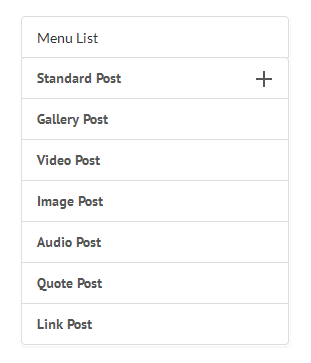 Menu List
Standard Post
Gallery Post
Video Post
Image Post
Audio Post
Quote Post
Link Post